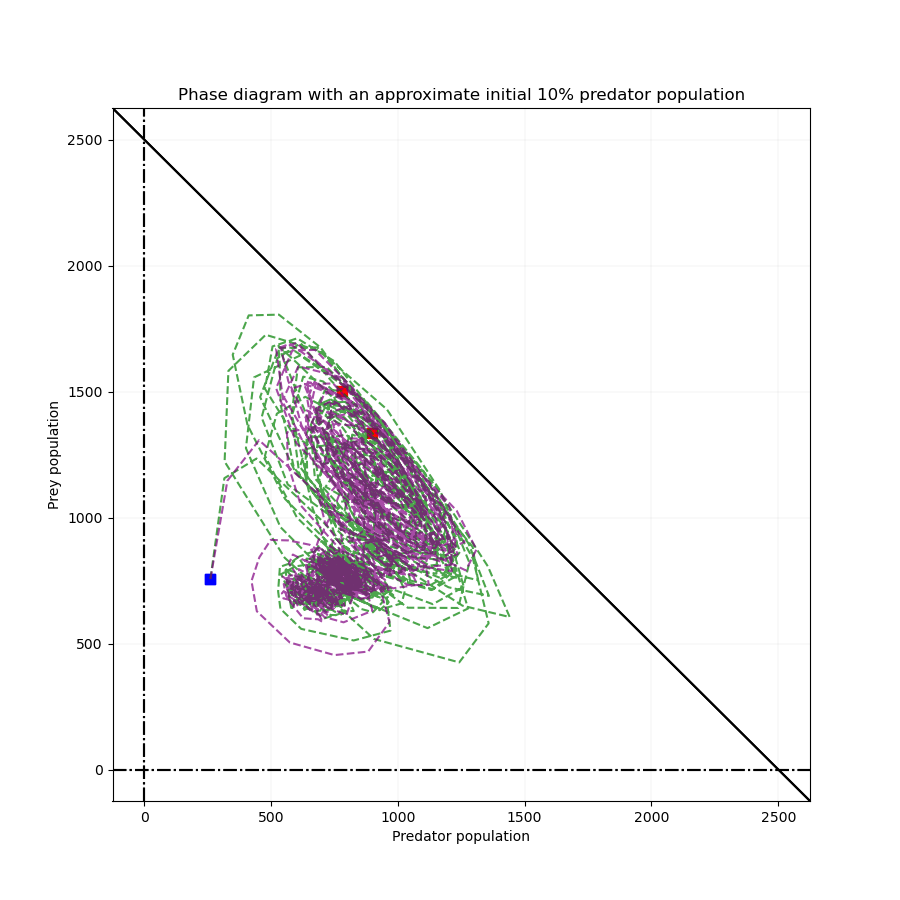 Phase diagram with an approximate initial 10% predator population
2500
2000
1500
1000
500
0
Prey population
0 500 1000 1500 2000 2500
Predator population